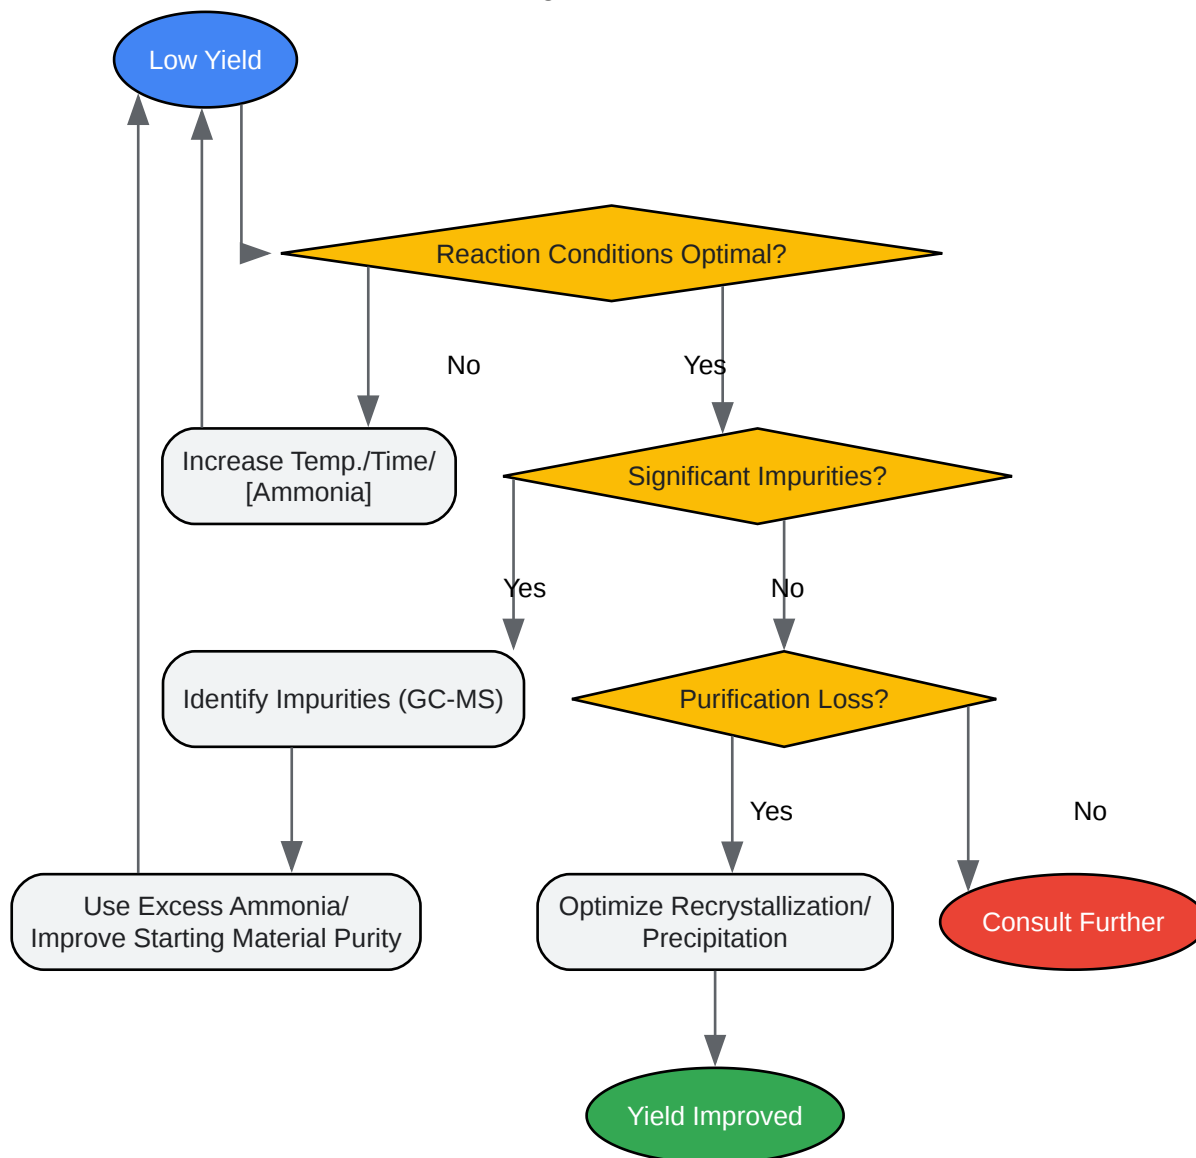 Low Yield
Reaction Conditions Optimal?
No
Yes
Increase Temp./Time/
[Ammonia]
Significant Impurities?
Yes
No
Identify Impurities (GC-MS)
Purification Loss?
Yes
No
Use Excess Ammonia/
Improve Starting Material Purity
Optimize Recrystallization/
Precipitation
Consult Further
Yield Improved